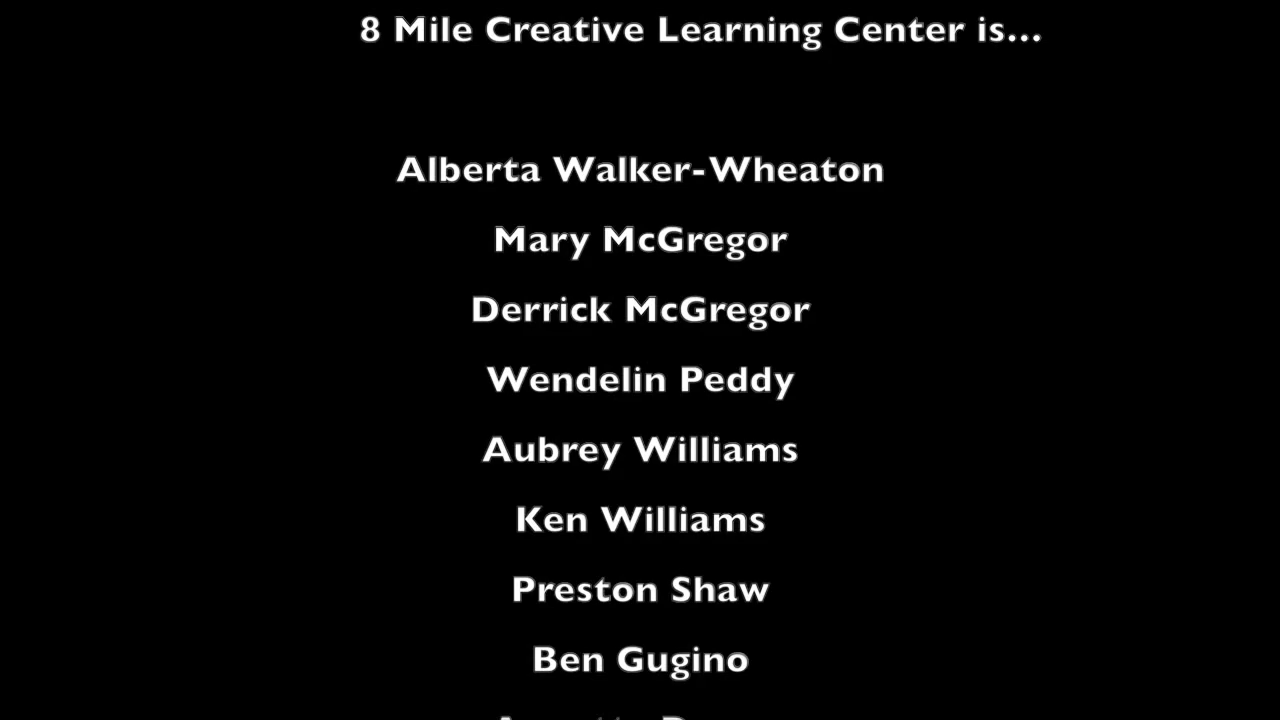 8 Mile Creative Learning Center is...
Alberta Walker-Wheaton
Mary McGregor
Derrick McGregor
Wendelin Peddy
Aubrey Williams
Ken Williams
Preston Shaw
Ben Gugino